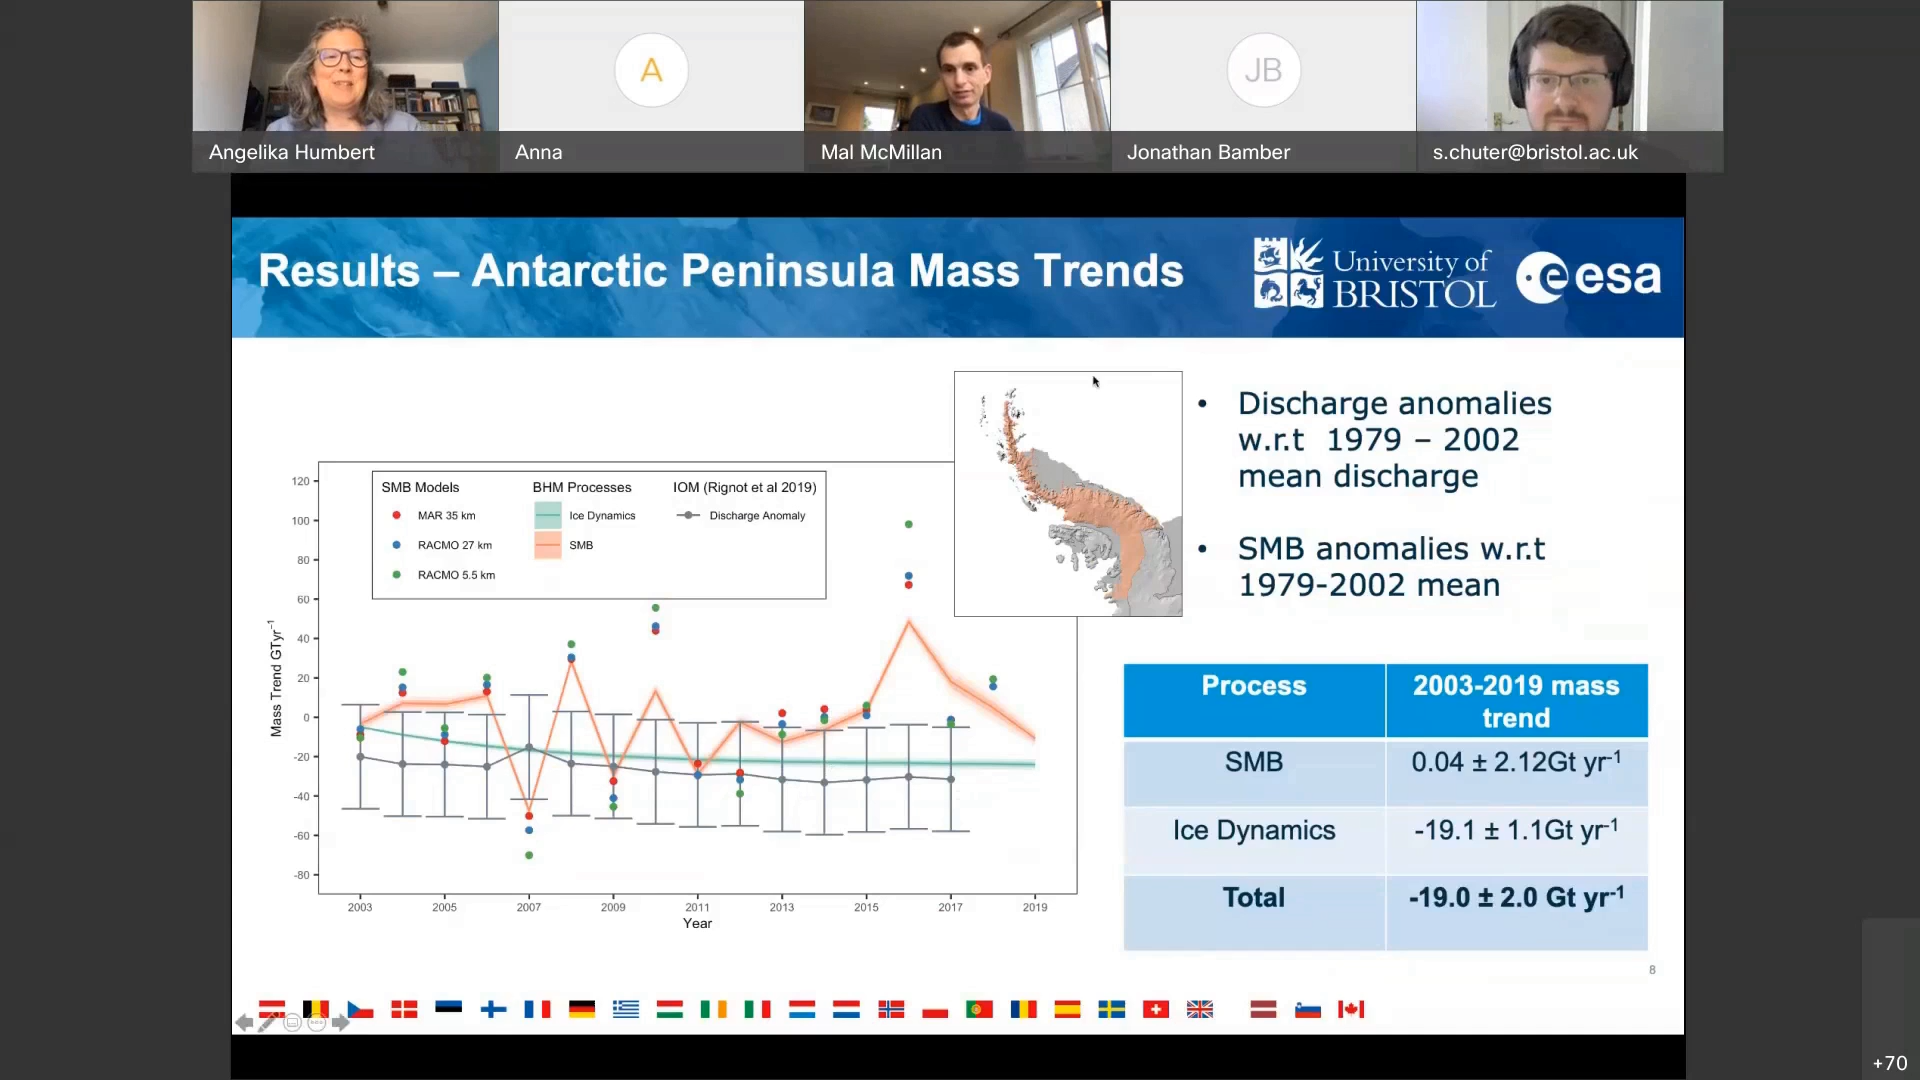 A
JB
Angelika Humbert
Anna
Mal McMillan
Jonathan Bamber
s.chuter@bristol.ac.uk
Results – Antarctic Peninsula Mass Trends
University of
BRISTOL
esa
• Discharge anomalies
w.r.t 1979 – 2002
mean discharge
• SMB anomalies w.r.t
1979-2002 mean
SMB Models
MAR 35 km
RACMO 27 km
RACMO 5.5 km
BHM Processes
Ice Dynamics
SMB
IOM (Rignot et al 2019)
Discharge Anomaly
Mass Trend GTyr⁻¹
120
100
80
60
40
20
0
-20
-40
-60
-80
2003 2005 2007 2009 2011 2013 2015 2017 2019
Year
Process 2003-2019 mass
trend
SMB 0.04 ± 2.12Gt yr⁻¹
Ice Dynamics -19.1 ± 1.1Gt yr⁻¹
Total -19.0 ± 2.0 Gt yr⁻¹
8
+70